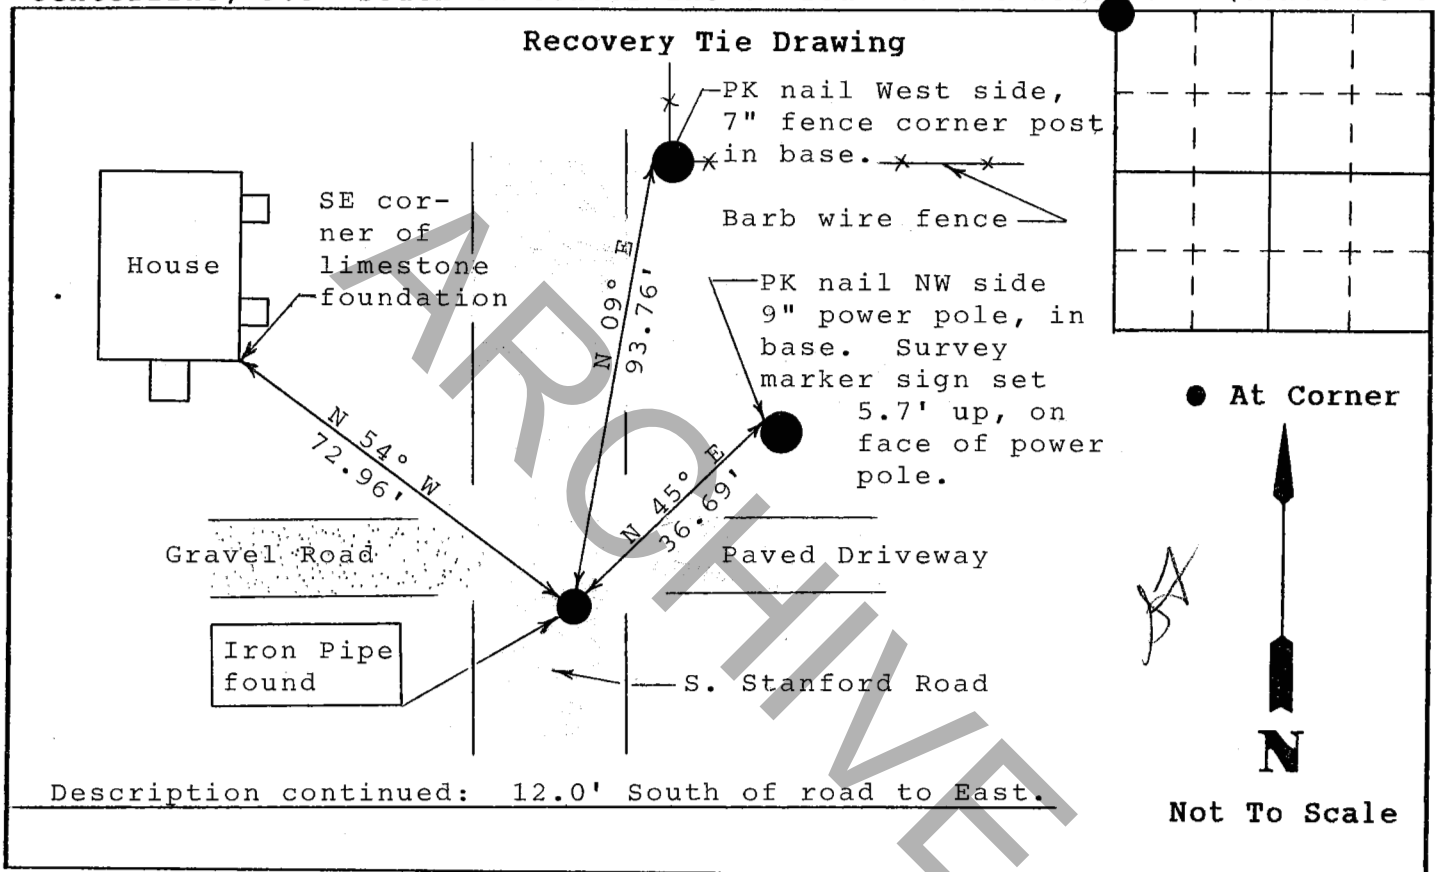 Recovery Tie Drawing
PK nail West side,
7" fence corner post
in base.
Barb wire fence
SE cor-
ner of
limestone
foundation
House
PK nail NW side
9" power pole, in
base. Survey
marker sign set
5.7' up, on
face of power
pole.
N 09° E
93.76'
N 54° W
72.96'
N 45° E
36.69'
At Corner
Gravel Road
Paved Driveway
Iron Pipe
found
S. Stanford Road
N
Not To Scale
Description continued: 12.0' South of road to East.
ARCHIVE